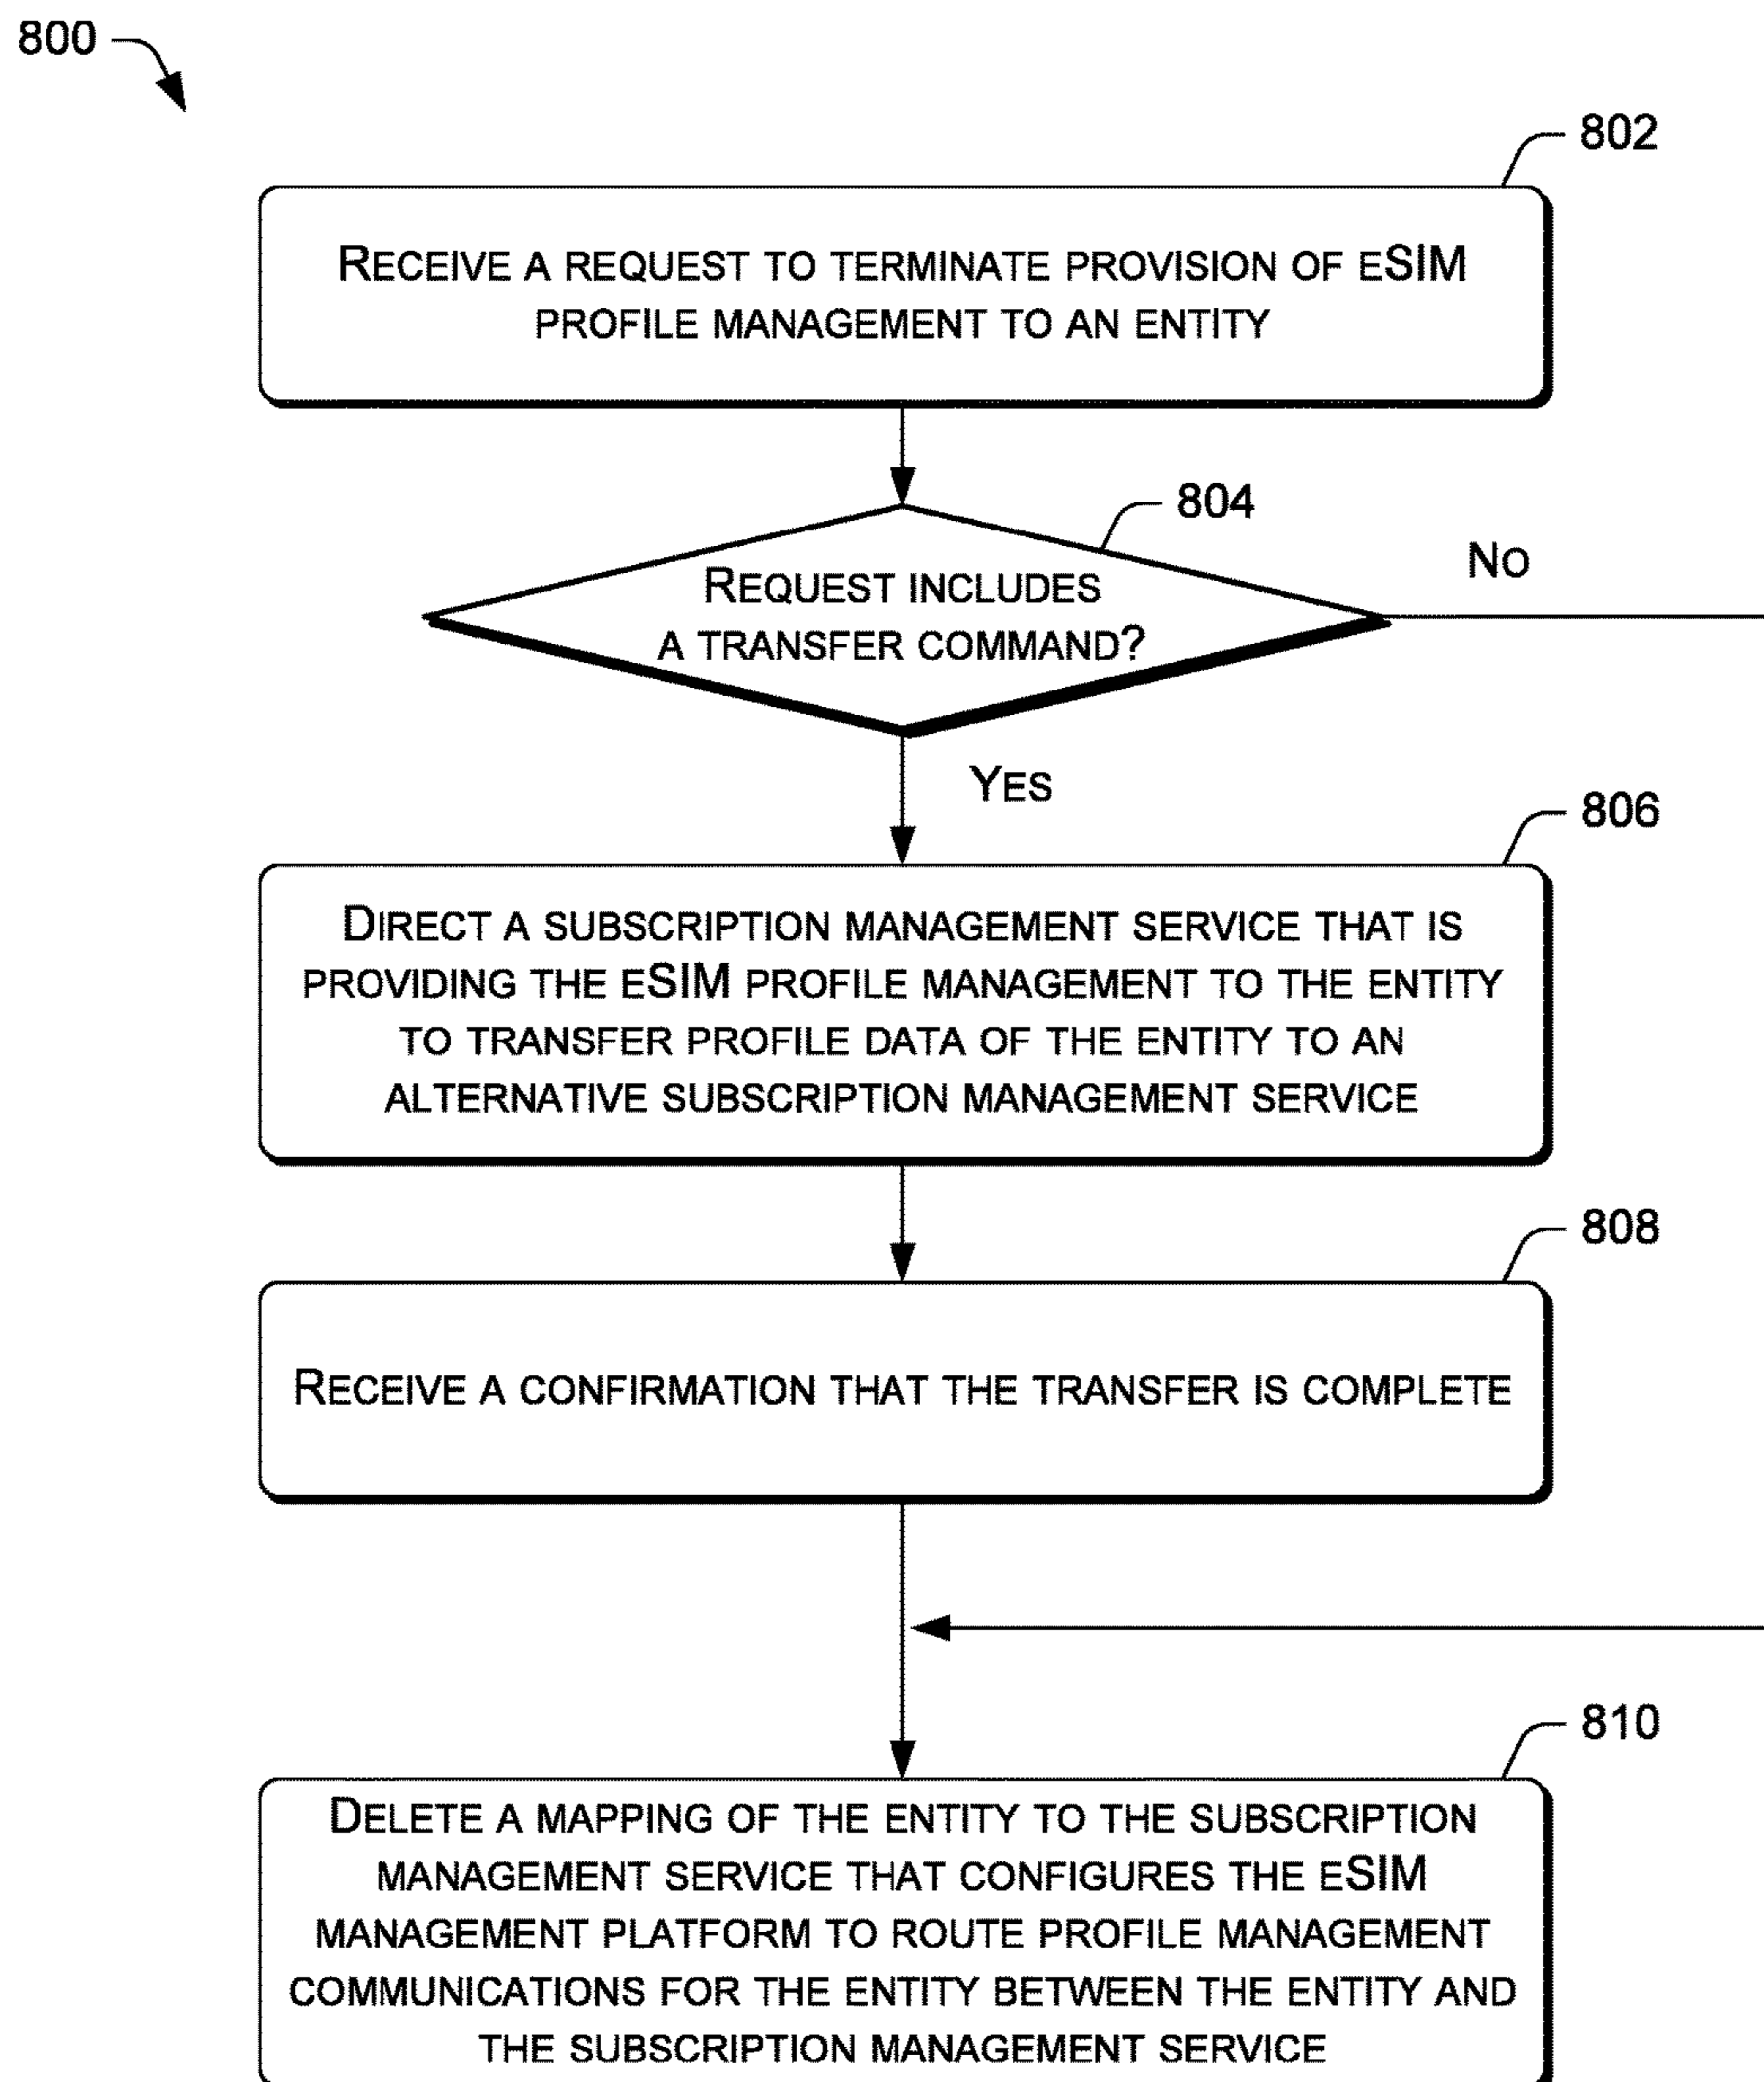 800
802
RECEIVE A REQUEST TO TERMINATE PROVISION OF eSIM
PROFILE MANAGEMENT TO AN ENTITY
804
NO
REQUEST INCLUDES
A TRANSFER COMMAND?
YES
806
DIRECT A SUBSCRIPTION MANAGEMENT SERVICE THAT IS
PROVIDING THE eSIM PROFILE MANAGEMENT TO THE ENTITY
TO TRANSFER PROFILE DATA OF THE ENTITY TO AN
ALTERNATIVE SUBSCRIPTION MANAGEMENT SERVICE
808
RECEIVE A CONFIRMATION THAT THE TRANSFER IS COMPLETE
810
DELETE A MAPPING OF THE ENTITY TO THE SUBSCRIPTION
MANAGEMENT SERVICE THAT CONFIGURES THE eSIM
MANAGEMENT PLATFORM TO ROUTE PROFILE MANAGEMENT
COMMUNICATIONS FOR THE ENTITY BETWEEN THE ENTITY AND
THE SUBSCRIPTION MANAGEMENT SERVICE